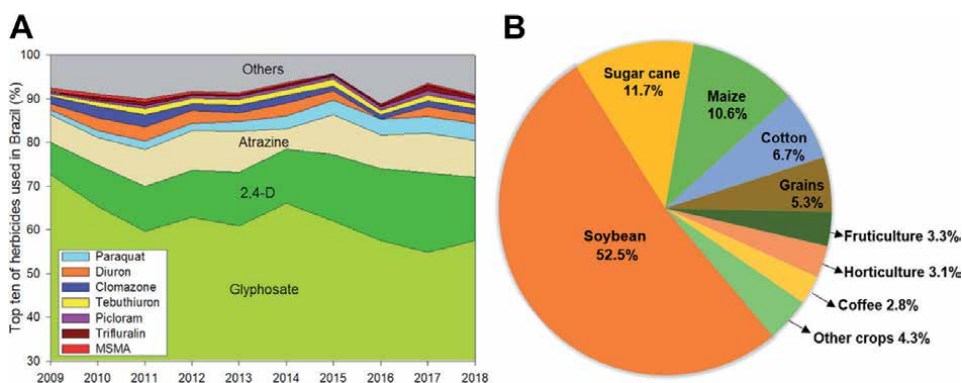 A
Top ten of herbicides used in Brazil (%)
100
90
80
70
60
50
40
30
Others
Atrazine
2,4-D
Glyphosate
Paraquat
Diuron
Clomazone
Tebuthiuron
Picloram
Trifluralin
MSMA
2009 2010 2011 2012 2013 2014 2015 2016 2017 2018
B
Sugar cane
11.7%
Maize
10.6%
Cotton
6.7%
Grains
5.3%
Soybean
52.5%
Fruticulture 3.3%
Horticulture 3.1%
Coffee 2.8%
Other crops 4.3%